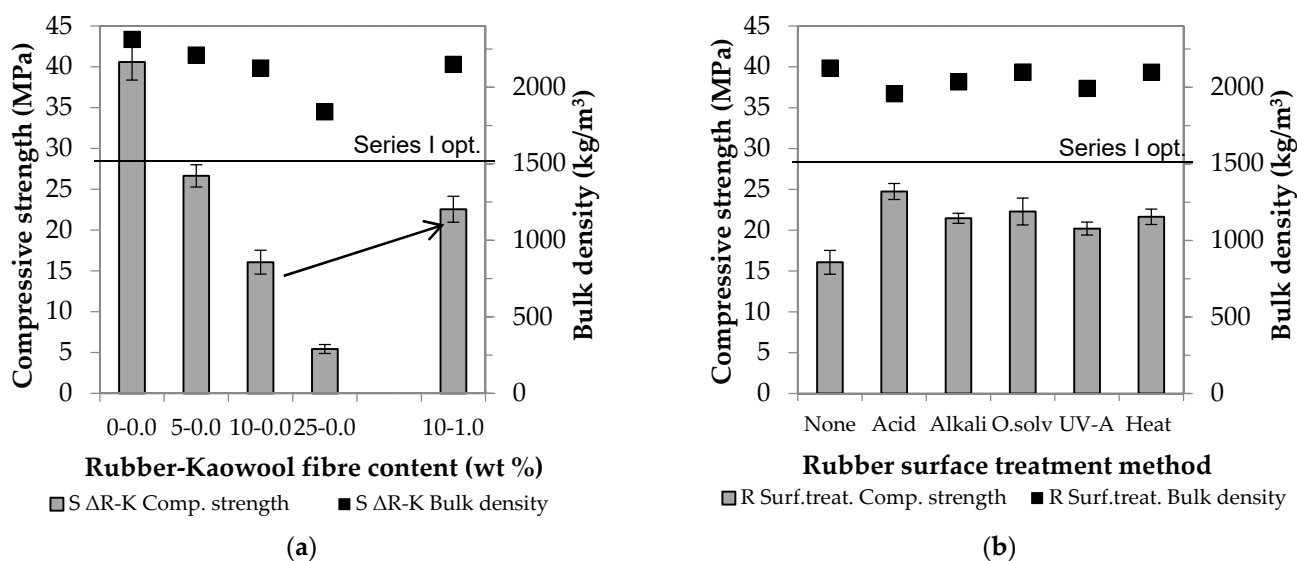 45
40
35
30
25
20
15
10
5
0
Compressive strength (MPa)
2000
1500
1000
500
0
Bulk density (kg/m³)
Series I opt.
0-0.0 5-0.0 10-0.0 25-0.0 10-1.0
Rubber-Kaowool fibre content (wt %)
S ΔR-K Comp. strength S ΔR-K Bulk density
(a)
45
40
35
30
25
20
15
10
5
0
Compressive strength (MPa)
2000
1500
1000
500
0
Bulk density (kg/m³)
Series I opt.
None Acid Alkali O.solv UV-A Heat
Rubber surface treatment method
R Surf.treat. Comp. strength R Surf.treat. Bulk density
(b)